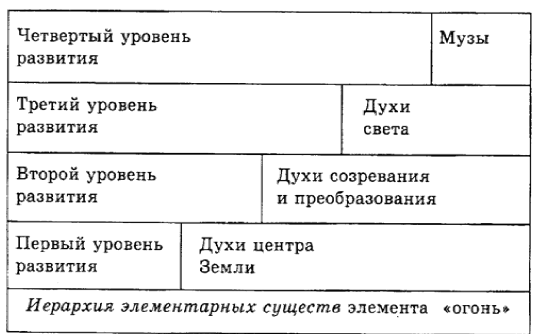 Четвертый уровень
развития
Музы
Третий уровень
развития
Духи
света
Второй уровень
развития
Духи созревания
и преобразования
Первый уровень
развития
Духи центра
Земли
Иерархия элементарных существ элемента «огонь»